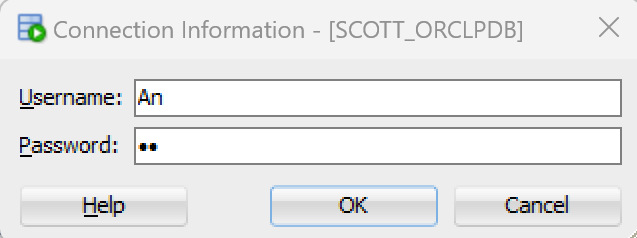 Connection Information - [SCOTT_ORCLPDB]
Username: An
Password: ••
Help OK Cancel